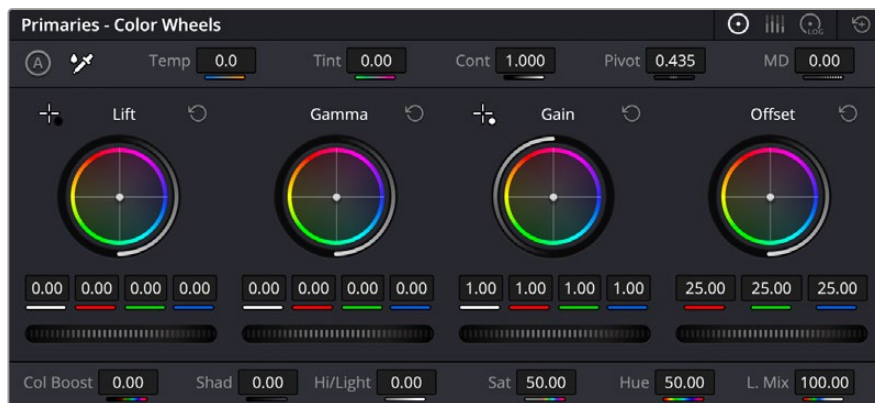 Primaries - Color Wheels
LOG
A Temp 0.0 Tint 0.00 Cont 1.000 Pivot 0.435 MD 0.00
Lift Gamma Gain Offset
0.00 0.00 0.00 0.00 0.00 0.00 0.00 0.00 1.00 1.00 1.00 1.00 25.00 25.00 25.00
Col Boost 0.00 Shad 0.00 Hi/Light 0.00 Sat 50.00 Hue 50.00 L. Mix 100.00